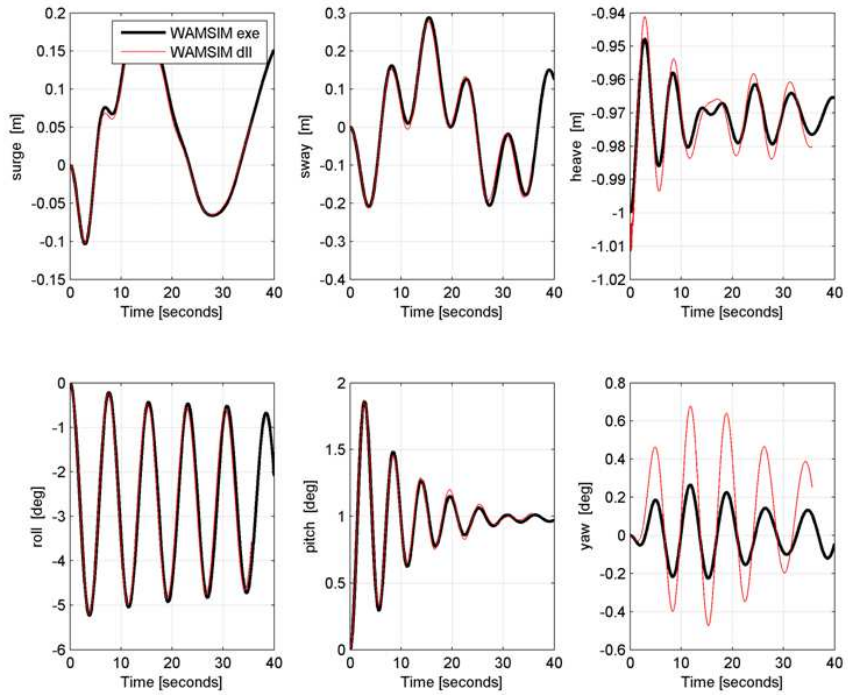 0.2
0.15
0.1
0.05
0
-0.05
-0.1
-0.15
surge [m]
0 10 20 30 40
Time [seconds]
WAMSIM exe
WAMSIM dll
0.3
0.2
0.1
0
-0.1
-0.2
-0.3
-0.4
sway [m]
0 10 20 30 40
Time [seconds]
-0.94
-0.95
-0.96
-0.97
-0.98
-0.99
-1
-1.01
-1.02
heave [m]
0 10 20 30 40
Time [seconds]
0
-1
-2
-3
-4
-5
-6
roll [deg]
0 10 20 30 40
Time [seconds]
2
1.5
1
0.5
0
pitch [deg]
0 10 20 30 40
Time [seconds]
0.8
0.6
0.4
0.2
0
-0.2
-0.4
-0.6
yaw [deg]
0 10 20 30 40
Time [seconds]